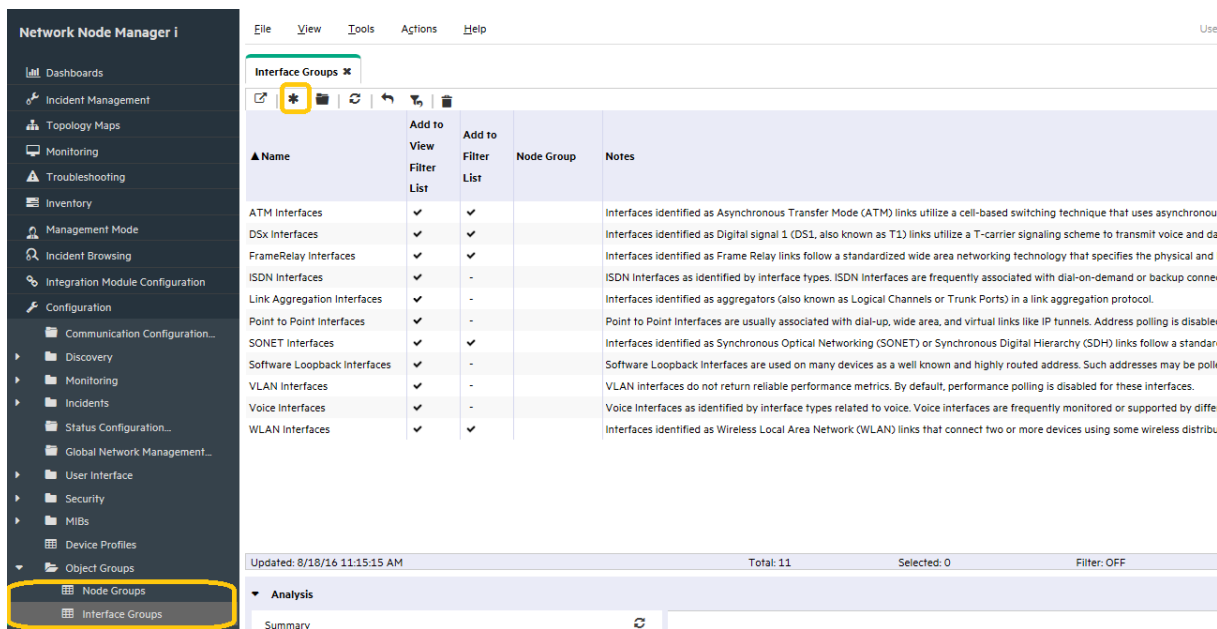 Network Node Manager i
File View Tools Actions Help
Use
Dashboards
Incident Management
Topology Maps
Monitoring
Troubleshooting
Inventory
Management Mode
Incident Browsing
Integration Module Configuration
Configuration
Communication Configuration...
Discovery
Monitoring
Incidents
Status Configuration...
Global Network Management...
User Interface
Security
MIBs
Device Profiles
Object Groups
Node Groups
Interface Groups
Interface Groups
Name
Add to View Filter List
Add to Filter List
Node Group
Notes
ATM Interfaces Interfaces identified as Asynchronous Transfer Mode (ATM) links utilize a cell-based switching technique that uses asynchronou
DSx Interfaces Interfaces identified as Digital signal 1 (DS1, also known as T1) links utilize a T-carrier signaling scheme to transmit voice and da
FrameRelay Interfaces Interfaces identified as Frame Relay links follow a standardized wide area networking technology that specifies the physical and
ISDN Interfaces - ISDN Interfaces as identified by interface types. ISDN Interfaces are frequently associated with dial-on-demand or backup conne
Link Aggregation Interfaces - Interfaces identified as aggregators (also known as Logical Channels or Trunk Ports) in a link aggregation protocol.
Point to Point Interfaces - Point to Point Interfaces are usually associated with dial-up, wide area, and virtual links like IP tunnels. Address polling is disable
SONET Interfaces Interfaces identified as Synchronous Optical Networking (SONET) or Synchronous Digital Hierarchy (SDH) links follow a standar
Software Loopback Interfaces - Software Loopback Interfaces are used on many devices as a well known and highly routed address. Such addresses may be poll
VLAN Interfaces - VLAN interfaces do not return reliable performance metrics. By default, performance polling is disabled for these interfaces.
Voice Interfaces - Voice Interfaces as identified by interface types related to voice. Voice interfaces are frequently monitored or supported by diffe
WLAN Interfaces Interfaces identified as Wireless Local Area Network (WLAN) links that connect two or more devices using some wireless distribu
Updated: 8/18/16 11:15:15 AM Total: 11 Selected: 0 Filter: OFF
Analysis
Summary